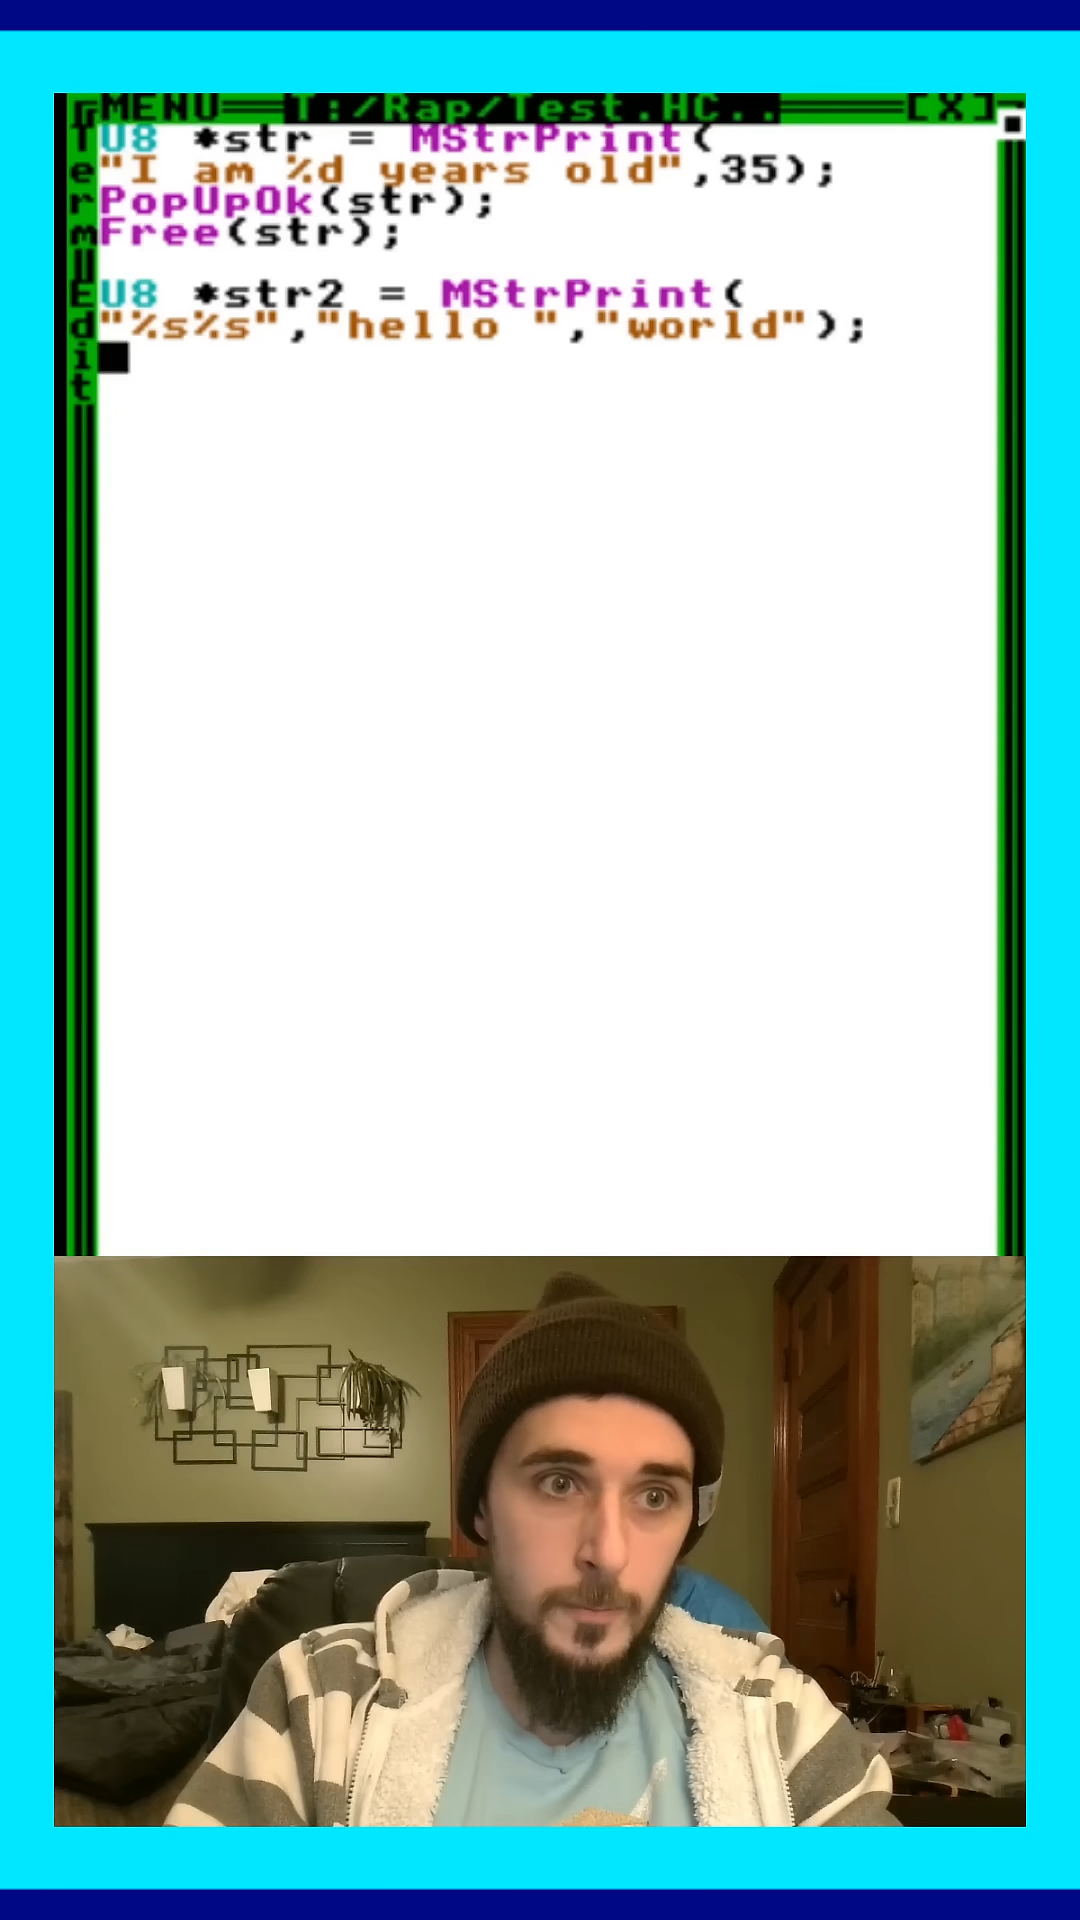 MENU T:/Rap/Test.HC.. [X]
TermlEdit
U8 *str = MStrPrint(
"I am %d years old",35);
PopUpOk(str);
Free(str);
U8 *str2 = MStrPrint(
"%s%s","hello ","world");